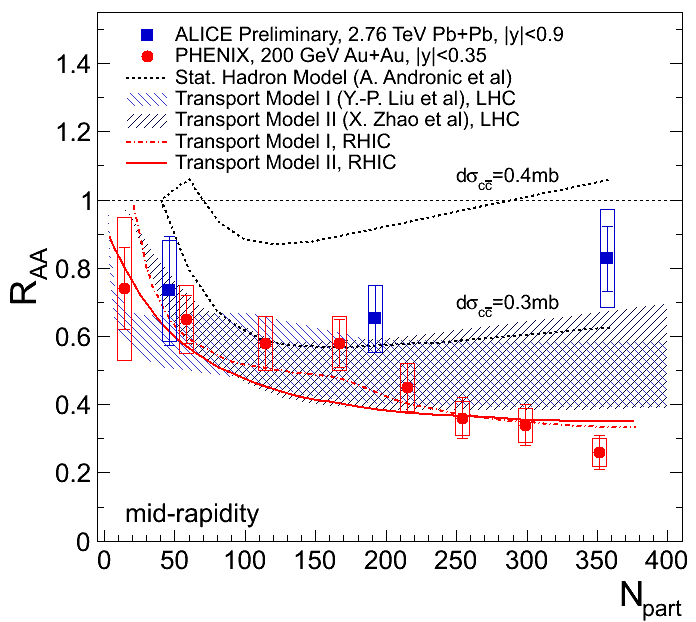 ALICE Preliminary, 2.76 TeV Pb+Pb, |y|<0.9
PHENIX, 200 GeV Au+Au, |y|<0.35
Stat. Hadron Model (A. Andronic et al)
Transport Model I (Y.-P. Liu et al), LHC
Transport Model II (X. Zhao et al), LHC
Transport Model I, RHIC
Transport Model II, RHIC
dσcc̄=0.4mb
dσcc̄=0.3mb
mid-rapidity
RAA
1.4
1.2
1
0.8
0.6
0.4
0.2
0
0 50 100 150 200 250 300 350 400
Npart